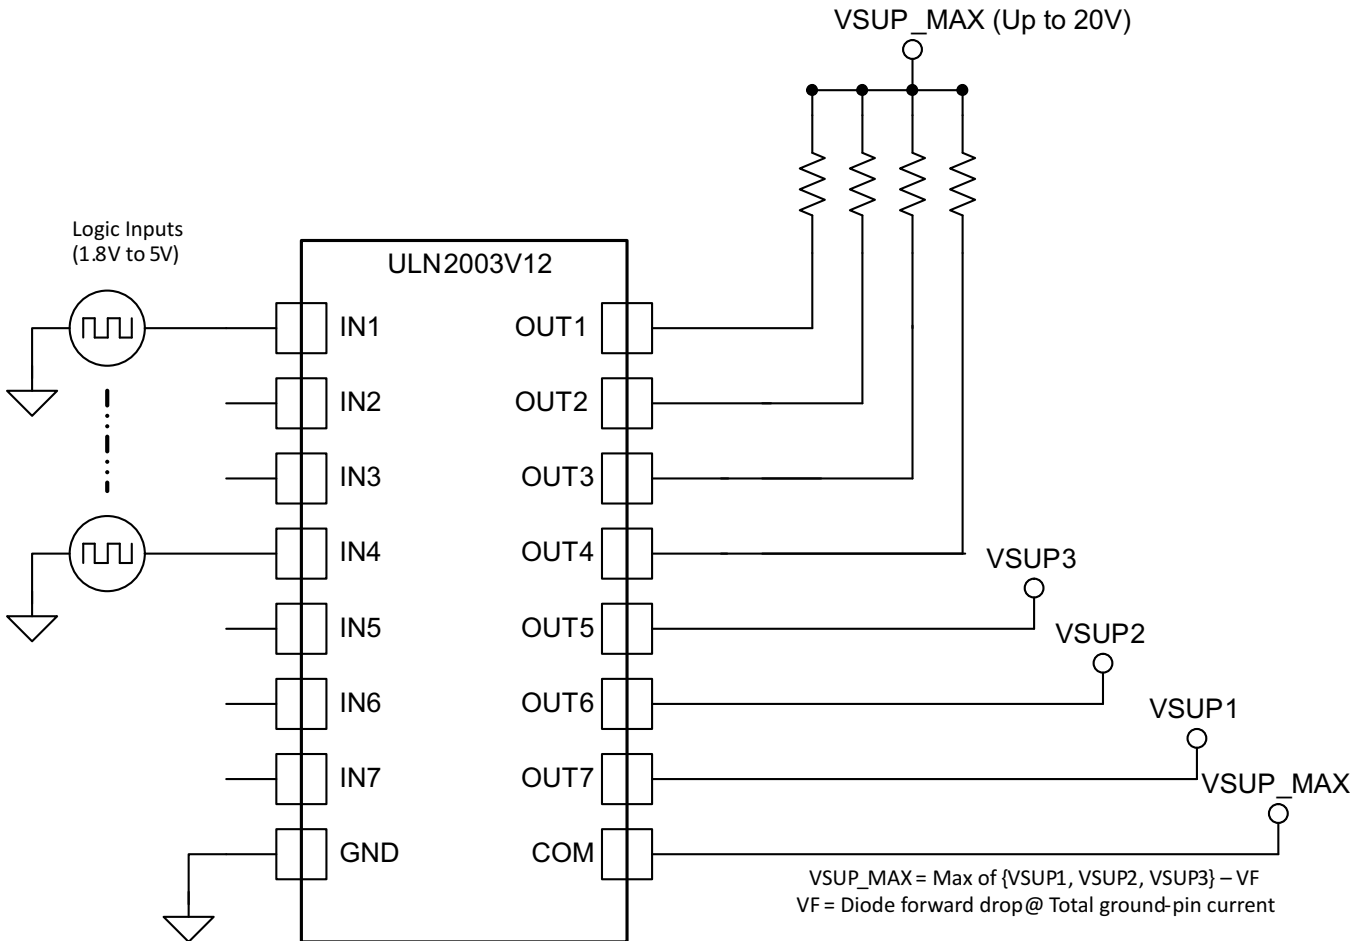 VSUP_MAX (Up to 20V)
Logic Inputs
(1.8V to 5V)
ULN2003V12
IN1
OUT1
IN2
OUT2
IN3
OUT3
IN4
OUT4
VSUP3
IN5
OUT5
VSUP2
IN6
OUT6
VSUP1
IN7
OUT7
VSUP_MAX
GND
COM
VSUP_MAX = Max of {VSUP1, VSUP2, VSUP3} – VF
VF = Diode forward drop @ Total ground-pin current